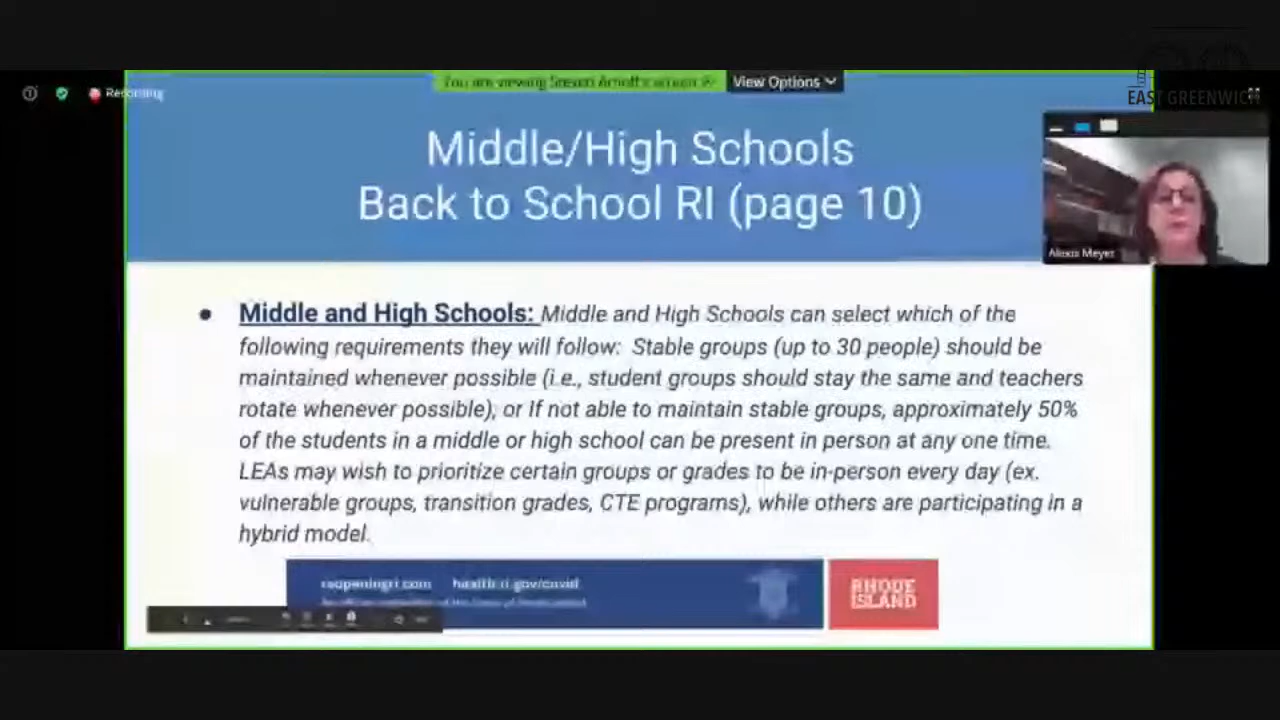 Recording
You are viewing Steven Arnoff's screen
View Options
EAST GREENWICH
Middle/High Schools
Back to School RI (page 10)
Alexis Meyer
● Middle and High Schools: Middle and High Schools can select which of the
following requirements they will follow: Stable groups (up to 30 people) should be
maintained whenever possible (i.e., student groups should stay the same and teachers
rotate whenever possible), or If not able to maintain stable groups, approximately 50%
of the students in a middle or high school can be present in person at any one time.
LEAs may wish to prioritize certain groups or grades to be in-person every day (ex.
vulnerable groups, transition grades, CTE programs), while others are participating in a
hybrid model.
reopeningri.com health.ri.gov/covid
RHODE
ISLAND